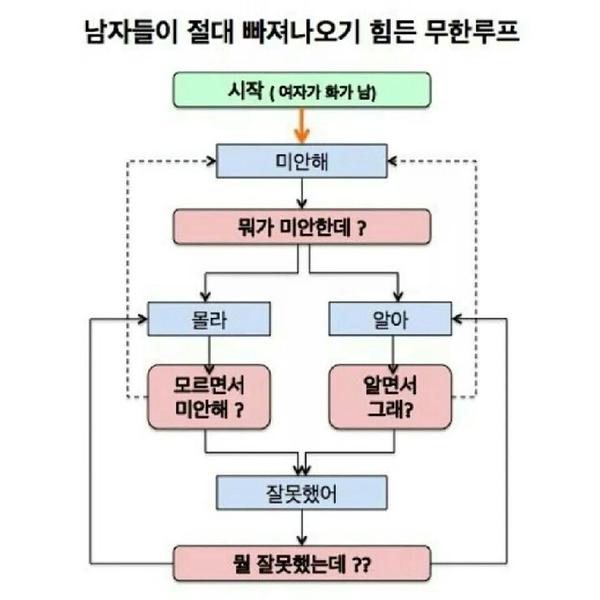 남자들이 절대 빠져나오기 힘든 무한루프
시작 ( 여자가 화가 남)
미안해
뭐가 미안한데 ?
몰라
알아
모르면서
미안해 ?
알면서
그래?
잘못했어
뭘 잘못했는데 ??